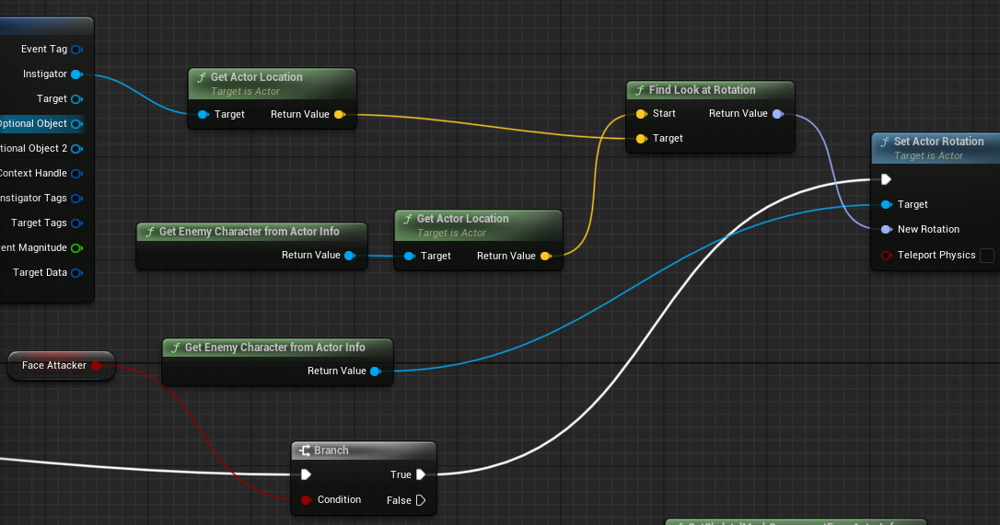 Event Tag
Instigator
Target
Optional Object
tional Object 2
Context Handle
nstigator Tags
Target Tags
ent Magnitude
Target Data
f Get Actor Location
Target is Actor
Target Return Value
f Find Look at Rotation
Start Return Value
Target
f Set Actor Rotation
Target is Actor
Target
New Rotation
Teleport Physics
f Get Enemy Character from Actor Info
Return Value
f Get Actor Location
Target is Actor
Target Return Value
Face Attacker
f Get Enemy Character from Actor Info
Return Value
Branch
True
Condition False